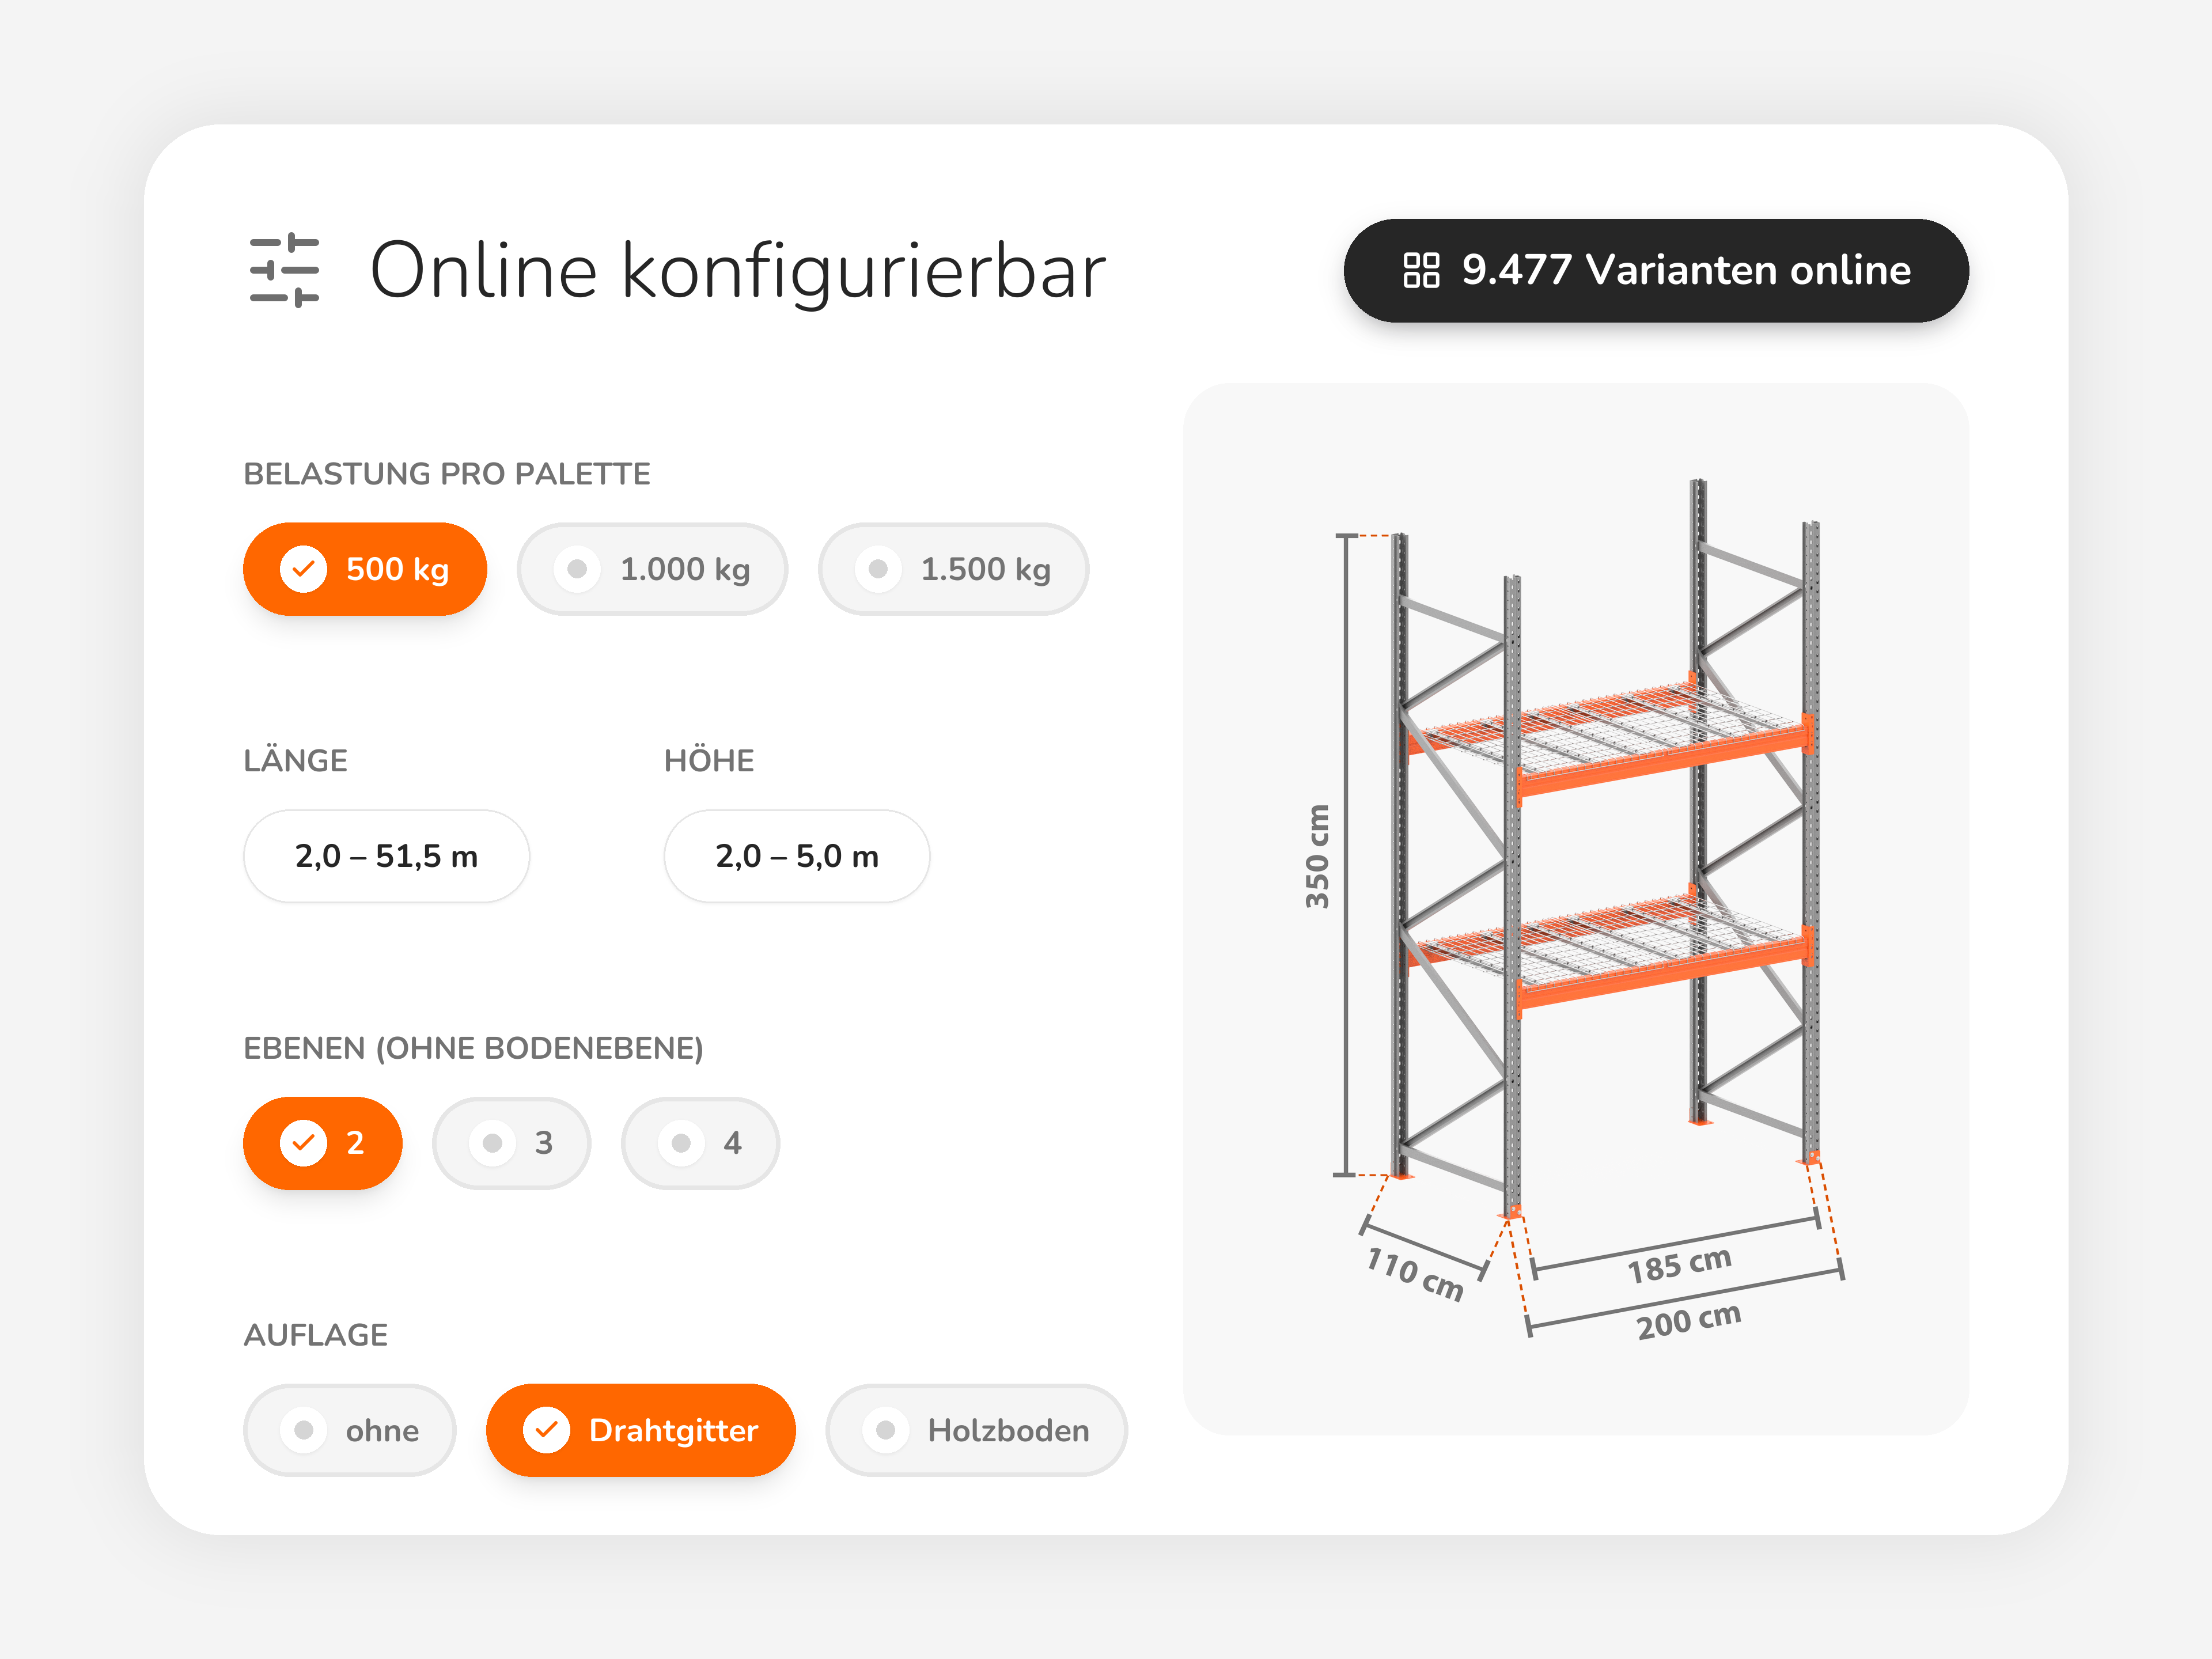 Online konfigurierbar
9.477 Varianten online
BELASTUNG PRO PALETTE
500 kg
1.000 kg
1.500 kg
LÄNGE
HÖHE
2,0 – 51,5 m
2,0 – 5,0 m
EBENEN (OHNE BODENEBENE)
2
3
4
AUFLAGE
ohne
Drahtgitter
Holzboden
350 cm
110 cm
185 cm
200 cm